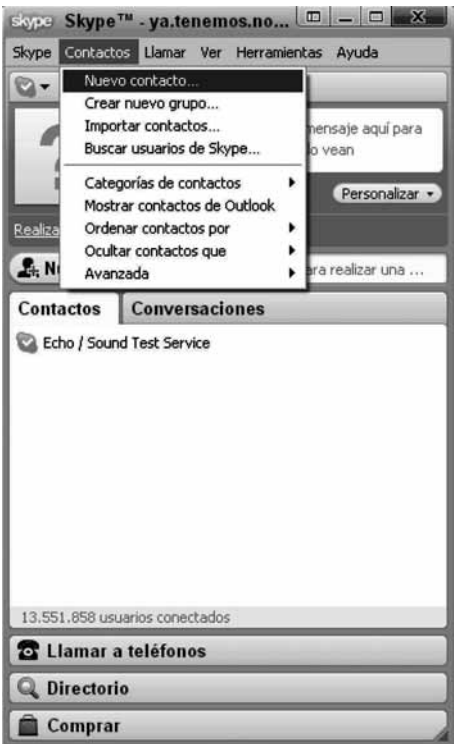 skype Skype™ - ya.tenemos.no...
Skype Contactos Llamar Ver Herramientas Ayuda
Nuevo contacto...
Crear nuevo grupo...
Importar contactos...
Buscar usuarios de Skype...
Categorías de contactos
Mostrar contactos de Outlook
Ordenar contactos por
Ocultar contactos que
Avanzada
mensaje aquí para
vean
Personalizar
Realiza
para realizar una ...
Contactos Conversaciones
Echo / Sound Test Service
13.551.858 usuarios conectados
Llamar a teléfonos
Directorio
Comprar